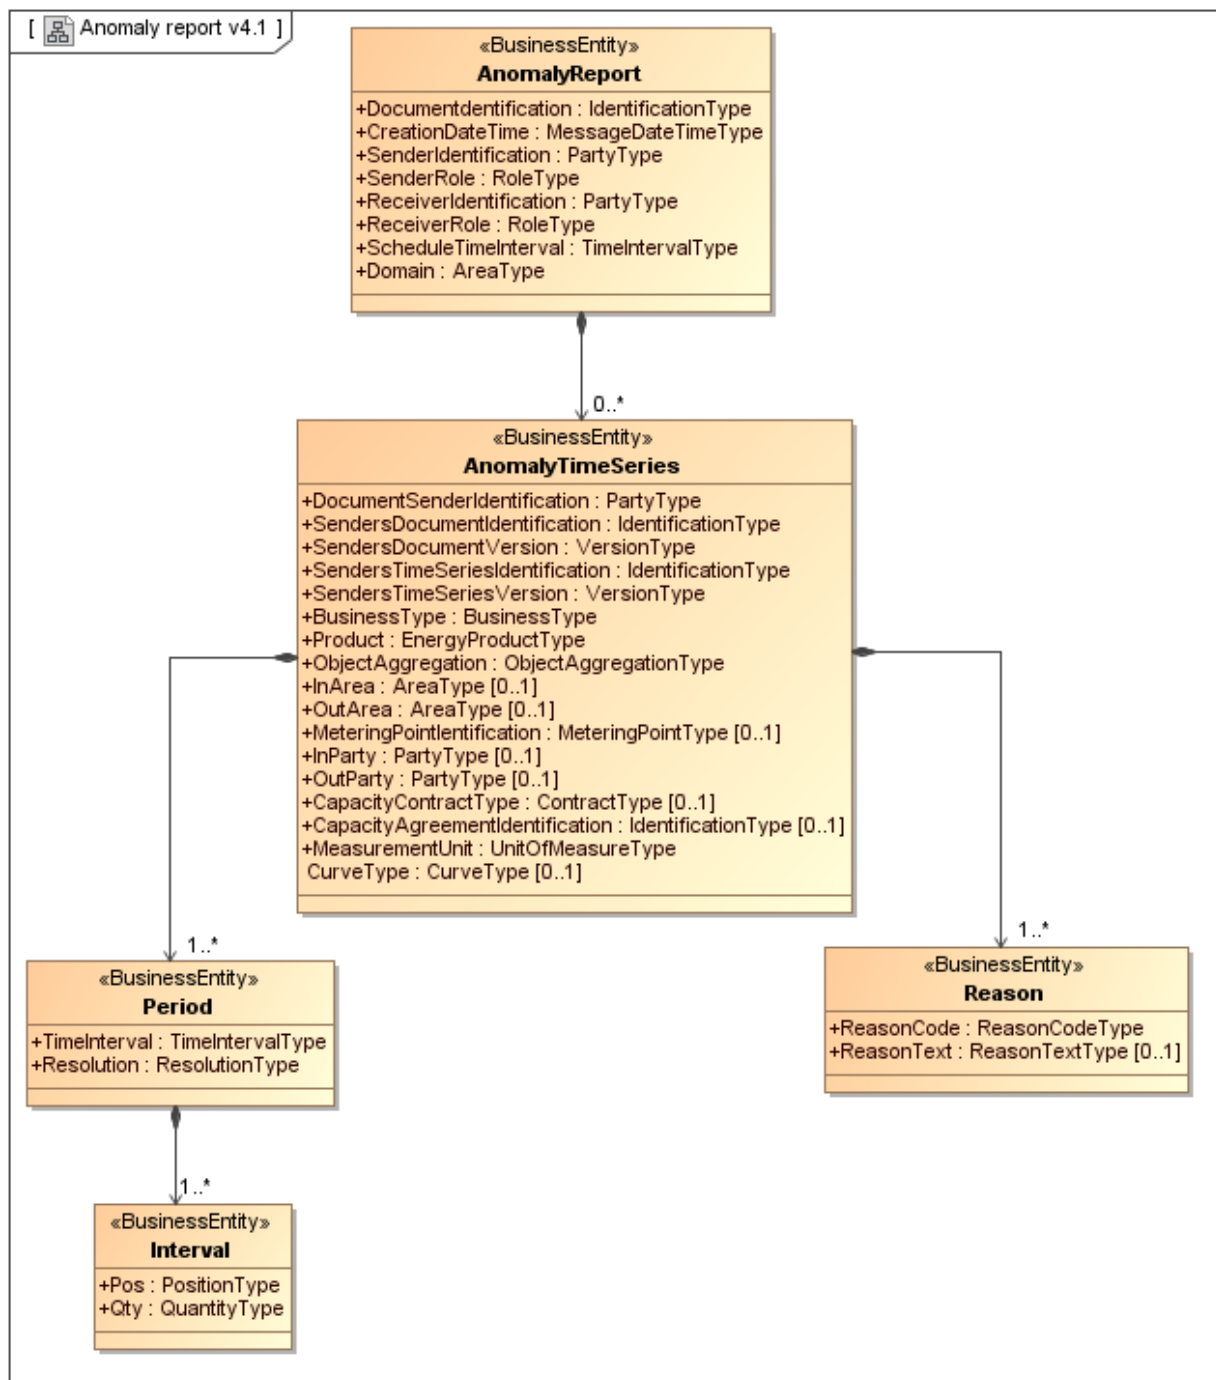 [ Anomaly report v4.1 ]
«BusinessEntity»
AnomalyReport
+Documentdentification : IdentificationType
+CreationDateTime : MessageDateTimeType
+SenderIdentification : PartyType
+SenderRole : RoleType
+ReceiverIdentification : PartyType
+ReceiverRole : RoleType
+ScheduleTimeInterval : TimeIntervalType
+Domain : AreaType
0..*
«BusinessEntity»
AnomalyTimeSeries
+DocumentSenderIdentification : PartyType
+SendersDocumentIdentification : IdentificationType
+SendersDocumentVersion : VersionType
+SendersTimeSeriesIdentification : IdentificationType
+SendersTimeSeriesVersion : VersionType
+BusinessType : BusinessType
+Product : EnergyProductType
+ObjectAggregation : ObjectAggregationType
+InArea : AreaType [0..1]
+OutArea : AreaType [0..1]
+MeteringPointIentification : MeteringPointType [0..1]
+InParty : PartyType [0..1]
+OutParty : PartyType [0..1]
+CapacityContractType : ContractType [0..1]
+CapacityAgreementIdentification : IdentificationType [0..1]
+MeasurementUnit : UnitOfMeasureType
CurveType : CurveType [0..1]
1..*
«BusinessEntity»
Period
+TimeInterval : TimeIntervalType
+Resolution : ResolutionType
1..*
«BusinessEntity»
Reason
+ReasonCode : ReasonCodeType
+ReasonText : ReasonTextType [0..1]
1..*
«BusinessEntity»
Interval
+Pos : PositionType
+Qty : QuantityType